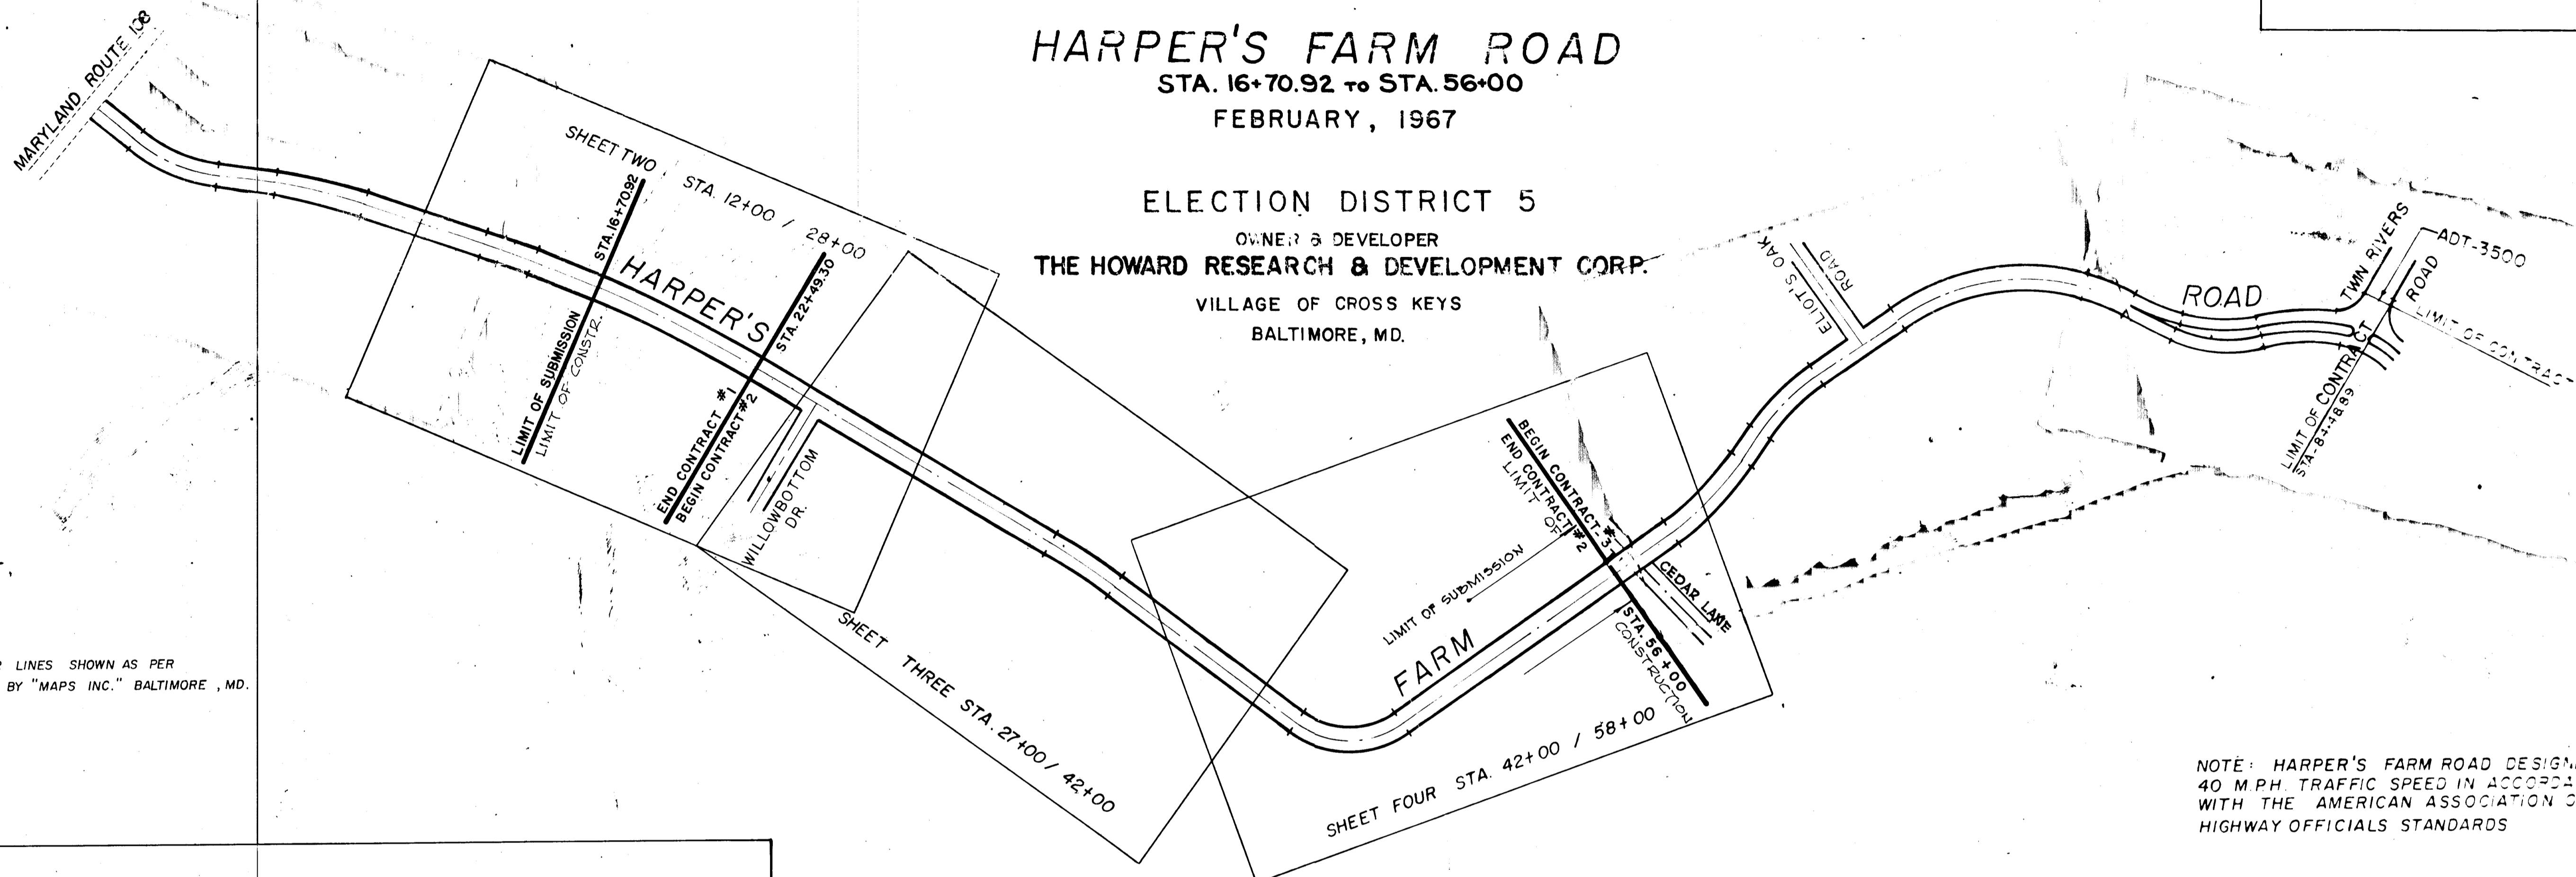 HARPER'S FARM ROAD
STA. 16+70.92 TO STA. 56+00
FEBRUARY, 1967
ELECTION DISTRICT 5
OWNER & DEVELOPER
THE HOWARD RESEARCH & DEVELOPMENT CORP.
VILLAGE OF CROSS KEYS
BALTIMORE, MD.
MARYLAND ROUTE 108
SHEET TWO STA. 12+00 / 28+00
STA. 16+70.92
LIMIT OF SUBMISSION
LIMIT OF CONSTR.
HARPER'S
STA. 22+49.30
END CONTRACT #1
BEGIN CONTRACT #2
WILLOWBOTTOM
DR.
SHEET THREE STA. 27+00 / 42+00
FARM
LIMIT OF SUBMISSION
BEGIN CONTRACT-#3
END CONTRACT #2
LIMIT OF
CEDAR LANE
STA. 56+00
CONSTRUCTION
SHEET FOUR STA. 42+00 / 58+00
ELIOT'S OAK
ROAD
ROAD
TWIN RIVERS
ROAD
ADT-3500
LIMIT OF CONTRACT
LIMIT OF CONTRACT
STA-84+48.89
LINES SHOWN AS PER
BY "MAPS INC." BALTIMORE, MD.
NOTE: HARPER'S FARM ROAD DESIGN
40 M.P.H. TRAFFIC SPEED IN ACCORDA
WITH THE AMERICAN ASSOCIATION O
HIGHWAY OFFICIALS STANDARDS